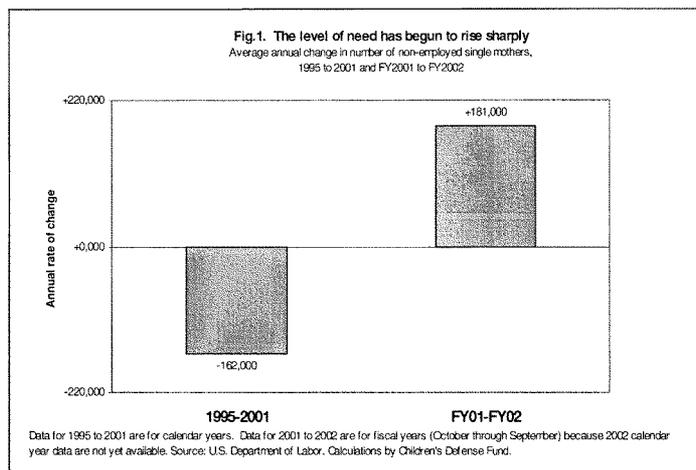 Fig.1. The level of need has begun to rise sharply
Average annual change in number of non-employed single mothers,
1995 to 2001 and FY2001 to FY2002
+220,000
+181,000
Annual rate of change
+0,000
-162,000
-220,000
1995-2001
FY01-FY02
Data for 1995 to 2001 are for calendar years. Data for 2001 to 2002 are for fiscal years (October through September) because 2002 calendar
year data are not yet available. Source: U.S. Department of Labor. Calculations by Children's Defense Fund.